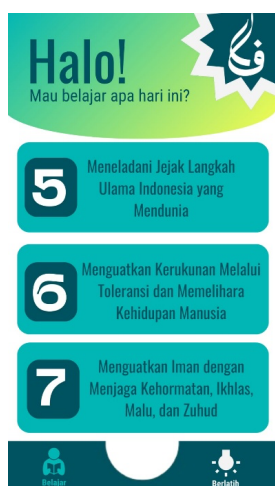 Halo!
Mau belajar apa hari ini?
5
Meneladani Jejak Langkah
Ulama Indonesia yang
Mendunia
6
Menguatkan Kerukunan Melalui
Toleransi dan Memelihara
Kehidupan Manusia
7
Menguatkan Iman dengan
Menjaga Kehormatan, Ikhlas,
Malu, dan Zuhud
Belajar
Berlatih